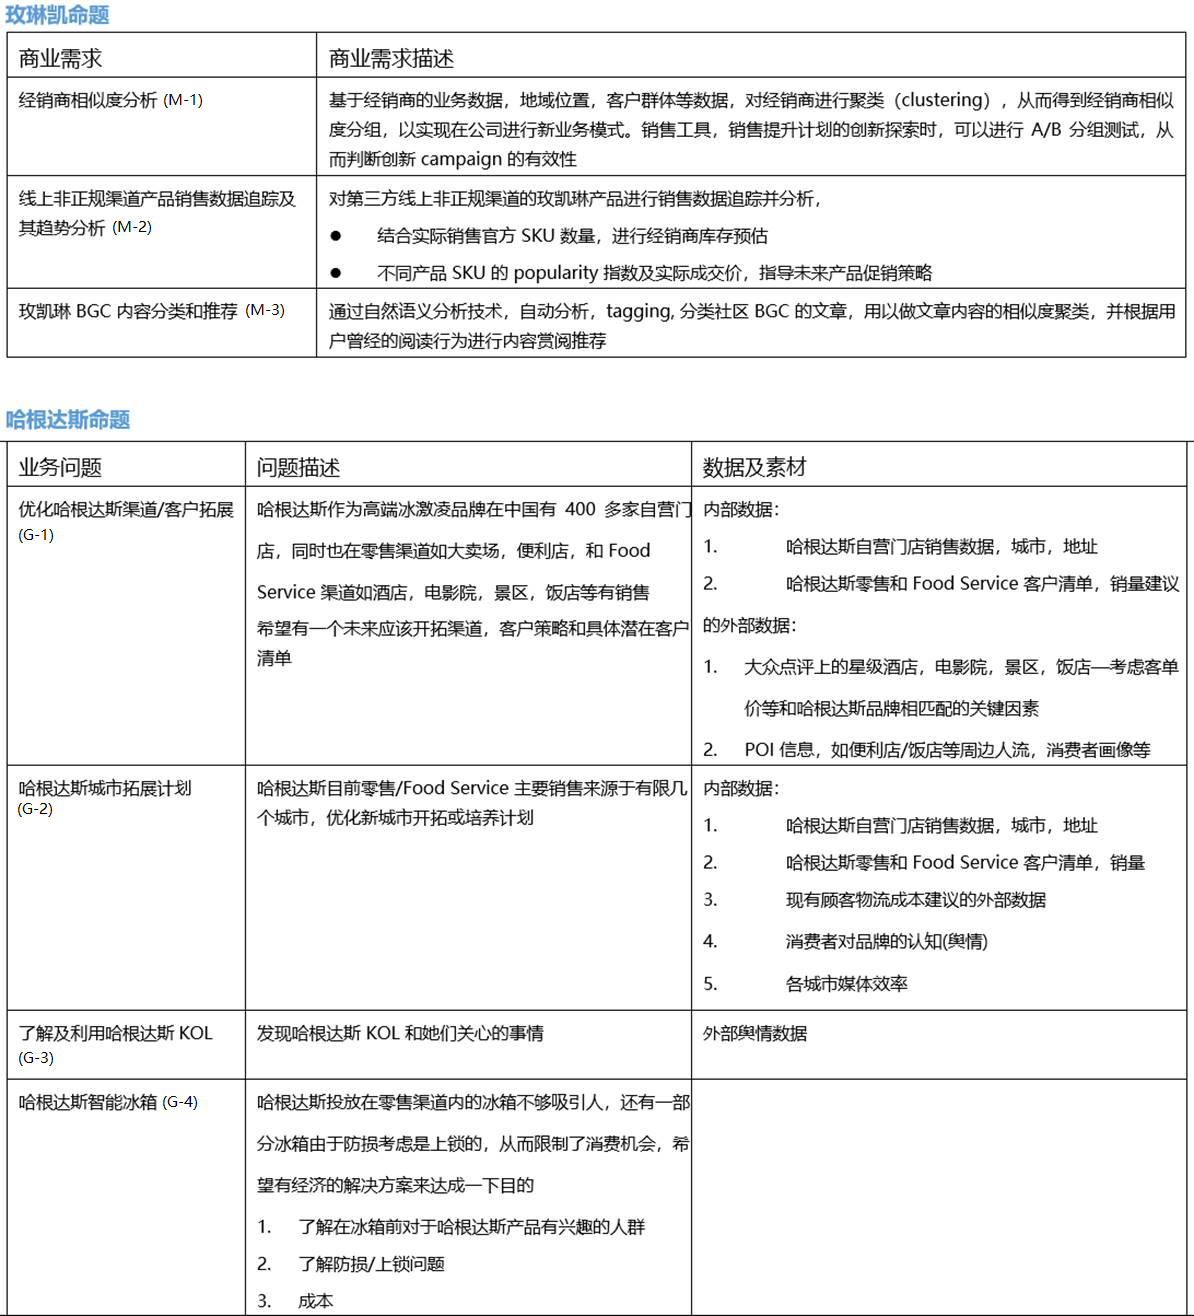 玫琳凯命题
商业需求
商业需求描述
经销商相似度分析 (M-1)
基于经销商的业务数据，地域位置，客户群体等数据，对经销商进行聚类（clustering），从而得到经销商相似
度分组，以实现在公司进行新业务模式。销售工具，销售提升计划的创新探索时，可以进行 A/B 分组测试，从
而判断创新 campaign 的有效性
线上非正规渠道产品销售数据追踪及
其趋势分析 (M-2)
对第三方线上非正规渠道的玫凯琳产品进行销售数据追踪并分析，
● 结合实际销售官方 SKU 数量，进行经销商库存预估
● 不同产品 SKU 的 popularity 指数及实际成交价，指导未来产品促销策略
玫凯琳 BGC 内容分类和推荐 (M-3)
通过自然语义分析技术，自动分析，tagging, 分类社区 BGC 的文章，用以做文章内容的相似度聚类，并根据用
户曾经的阅读行为进行内容赏阅推荐
哈根达斯命题
业务问题
问题描述
数据及素材
优化哈根达斯渠道/客户拓展
(G-1)
哈根达斯作为高端冰激凌品牌在中国有 400 多家自营门
店，同时也在零售渠道如大卖场，便利店，和 Food
Service 渠道如酒店，电影院，景区，饭店等有销售
希望有一个未来应该开拓渠道，客户策略和具体潜在客户
清单
内部数据：
1. 哈根达斯自营门店销售数据，城市，地址
2. 哈根达斯零售和 Food Service 客户清单，销量建议
的外部数据：
1. 大众点评上的星级酒店，电影院，景区，饭店—考虑客单
价等和哈根达斯品牌相匹配的关键因素
2. POI 信息，如便利店/饭店等周边人流，消费者画像等
哈根达斯城市拓展计划
(G-2)
哈根达斯目前零售/Food Service 主要销售来源于有限几
个城市，优化新城市开拓或培养计划
内部数据：
1. 哈根达斯自营门店销售数据，城市，地址
2. 哈根达斯零售和 Food Service 客户清单，销量
3. 现有顾客物流成本建议的外部数据
4. 消费者对品牌的认知(舆情)
5. 各城市媒体效率
了解及利用哈根达斯 KOL
(G-3)
发现哈根达斯 KOL 和她们关心的事情
外部舆情数据
哈根达斯智能冰箱 (G-4)
哈根达斯投放在零售渠道内的冰箱不够吸引人，还有一部
分冰箱由于防损考虑是上锁的，从而限制了消费机会，希
望有经济的解决方案来达成一下目的
1. 了解在冰箱前对于哈根达斯产品有兴趣的人群
2. 了解防损/上锁问题
3. 成本